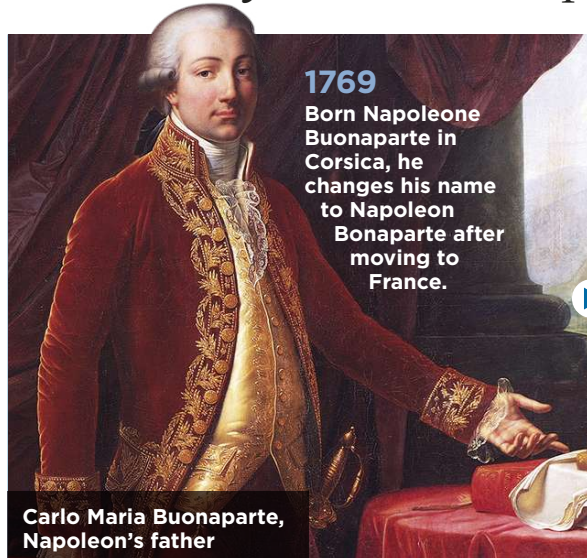 1769
Born Napoleone
Buonaparte in
Corsica, he
changes his name
to Napoleon
Bonaparte after
moving to
France.
Carlo Maria Buonaparte,
Napoleon's father